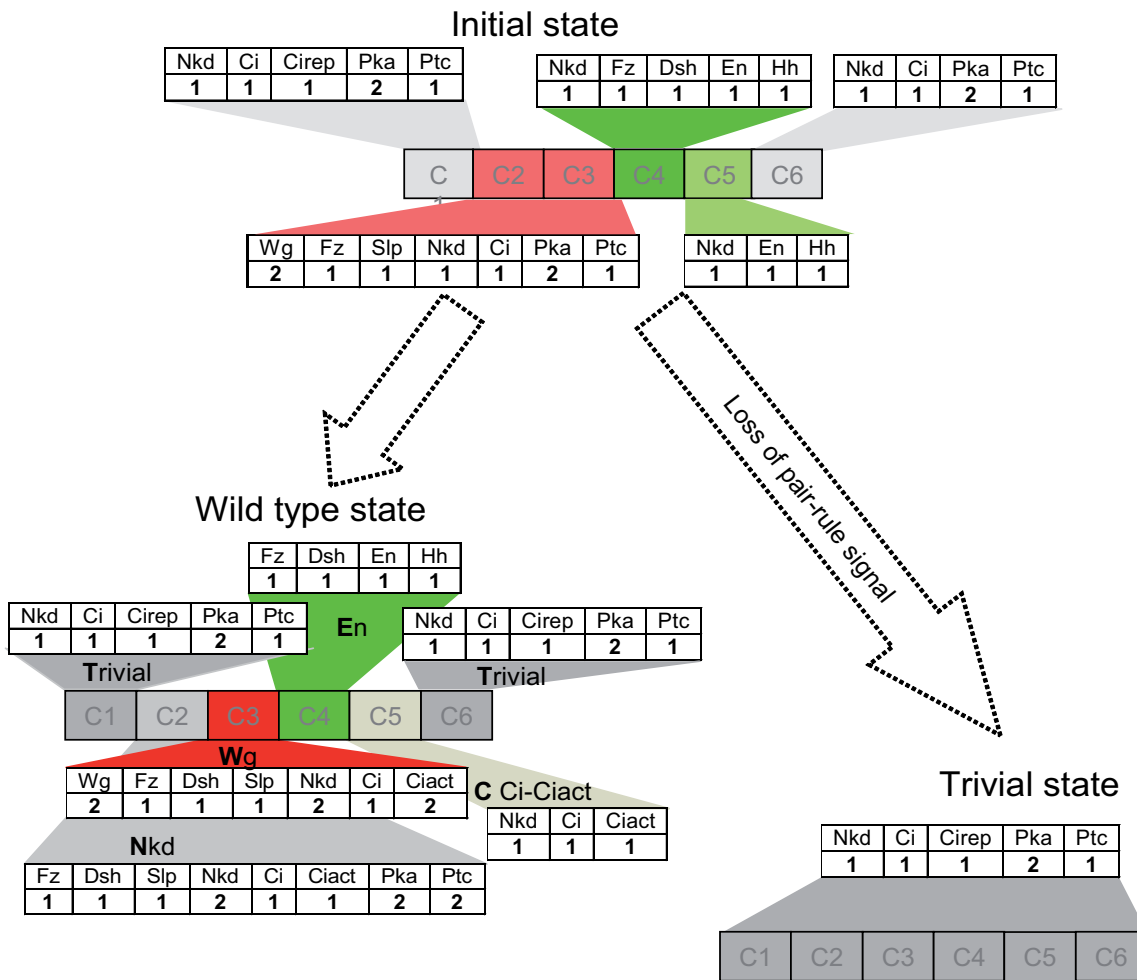 Initial state
Nkd Ci Cirep Pka Ptc
1 1 1 2 1
Nkd Fz Dsh En Hh
1 1 1 1 1
Nkd Ci Pka Ptc
1 1 2 1
C1 C2 C3 C4 C5 C6
Wg Fz Slp Nkd Ci Pka Ptc
2 1 1 1 1 2 1
Nkd En Hh
1 1 1
Loss of pair-rule signal
Wild type state
Fz Dsh En Hh
1 1 1 1
En
Nkd Ci Cirep Pka Ptc
1 1 1 2 1
Trivial
Nkd Ci Cirep Pka Ptc
1 1 1 2 1
Trivial
C1 C2 C3 C4 C5 C6
Wg
Wg Fz Dsh Slp Nkd Ci Ciact
2 1 1 1 2 1 2
C Ci-Ciact
Nkd Ci Ciact
1 1 1
Nkd
Fz Dsh Slp Nkd Ci Ciact Pka Ptc
1 1 1 2 1 1 2 2
Trivial state
Nkd Ci Cirep Pka Ptc
1 1 1 2 1
C1 C2 C3 C4 C5 C6